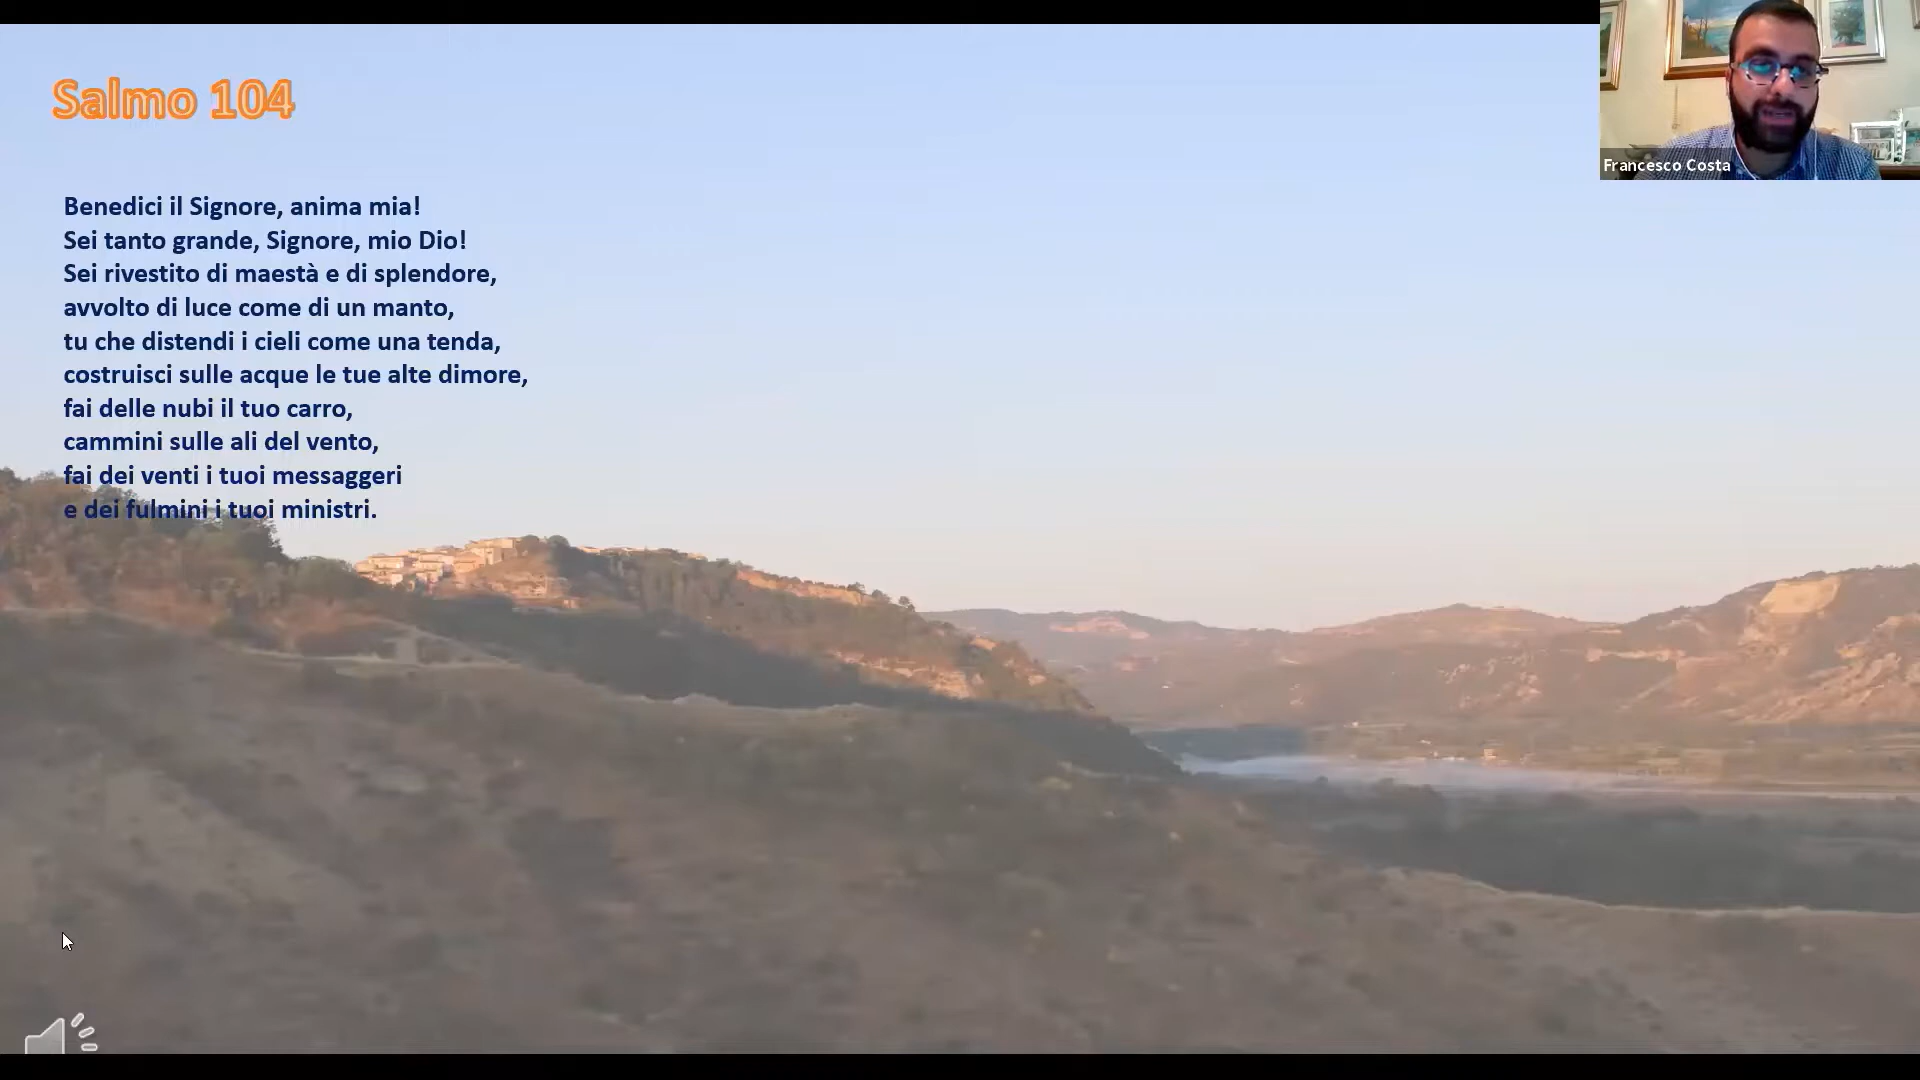 Salmo 104
Benedici il Signore, anima mia!
Sei tanto grande, Signore, mio Dio!
Sei rivestito di maestà e di splendore,
avvolto di luce come di un manto,
tu che distendi i cieli come una tenda,
costruisci sulle acque le tue alte dimore,
fai delle nubi il tuo carro,
cammini sulle ali del vento,
fai dei venti i tuoi messaggeri
e dei fulmini i tuoi ministri.
Francesco Costa